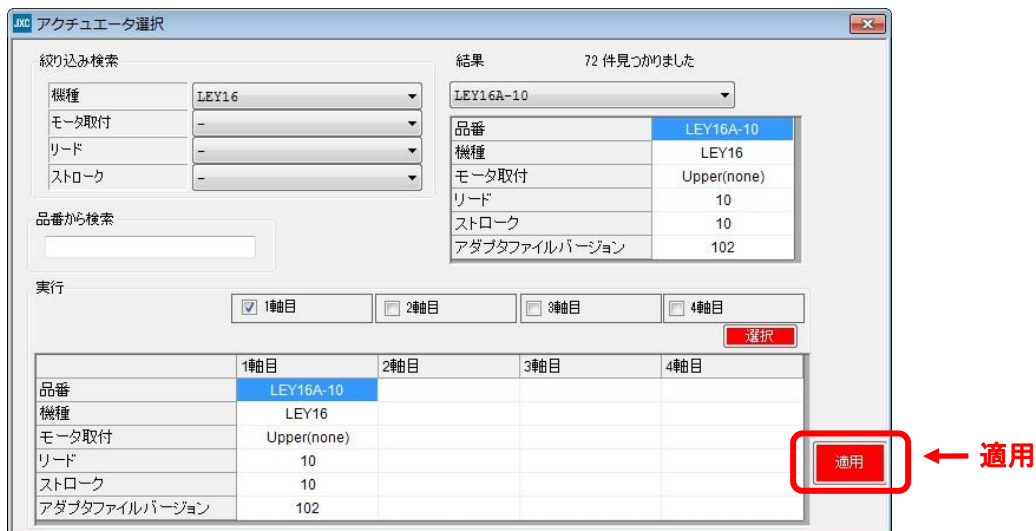 JXC アクチュエータ選択
絞り込み検索
機種 LEY16
モータ取付 -
リード -
ストローク -
品番から検索
結果 72 件見つかりました
LEY16A-10
品番 LEY16A-10
機種 LEY16
モータ取付 Upper(none)
リード 10
ストローク 10
アダプタファイルバージョン 102
実行
1軸目 2軸目 3軸目 4軸目
選択
1軸目 2軸目 3軸目 4軸目
品番 LEY16A-10
機種 LEY16
モータ取付 Upper(none)
リード 10
ストローク 10
アダプタファイルバージョン 102
適用
適用